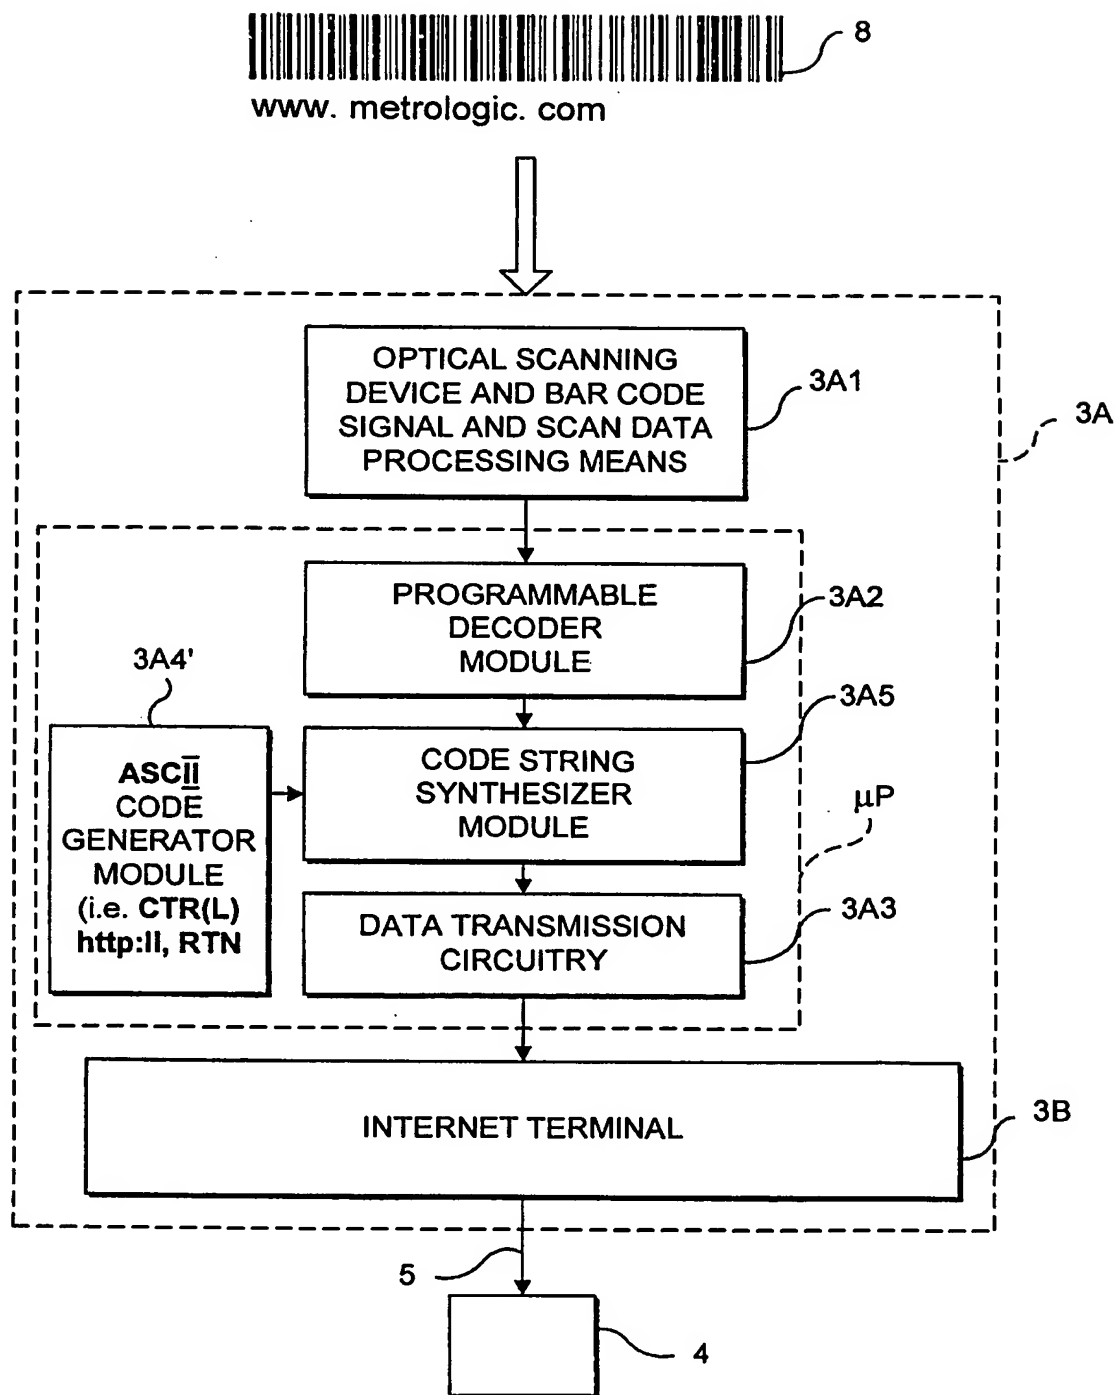 8
www. metrologic. com
OPTICAL SCANNING
DEVICE AND BAR CODE
SIGNAL AND SCAN DATA
PROCESSING MEANS
3A1
3A
PROGRAMMABLE
DECODER
MODULE
3A2
3A4'
ASCII
CODE
GENERATOR
MODULE
(i.e. CTR(L)
http:II, RTN
CODE STRING
SYNTHESIZER
MODULE
3A5
µP
DATA TRANSMISSION
CIRCUITRY
3A3
INTERNET TERMINAL
3B
5
4